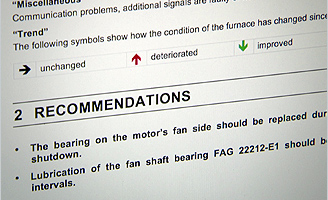 "Miscellaneous"
Communication problems, additional signals are faulty
"Trend"
The following symbols show how the condition of the furnace has changed since
unchanged deteriorated improved
2 RECOMMENDATIONS
• The bearing on the motor's fan side should be replaced dur
shutdown.
• Lubrication of the fan shaft bearing FAG 22212-E1 should be
intervals.